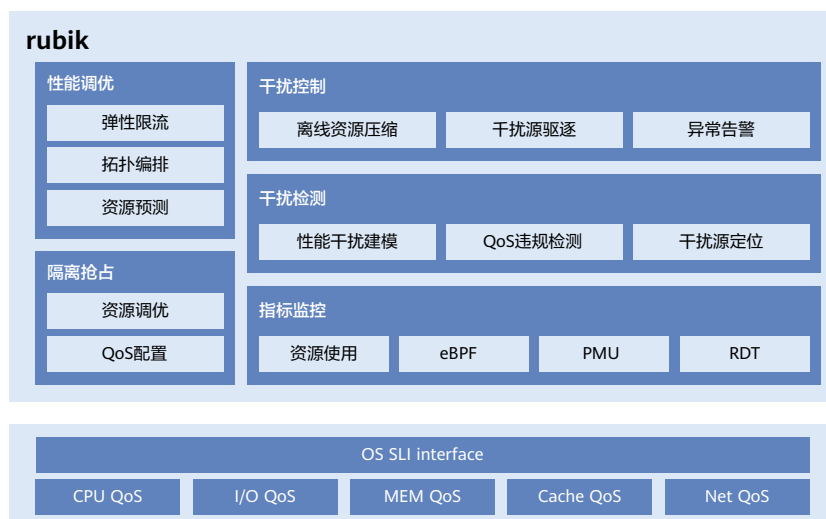 rubik
性能调优
弹性限流
拓扑编排
资源预测
隔离抢占
资源调优
QoS配置
干扰控制
离线资源压缩
干扰源驱逐
异常告警
干扰检测
性能干扰建模
QoS违规检测
干扰源定位
指标监控
资源使用
eBPF
PMU
RDT
OS SLI interface
CPU QoS
I/O QoS
MEM QoS
Cache QoS
Net QoS